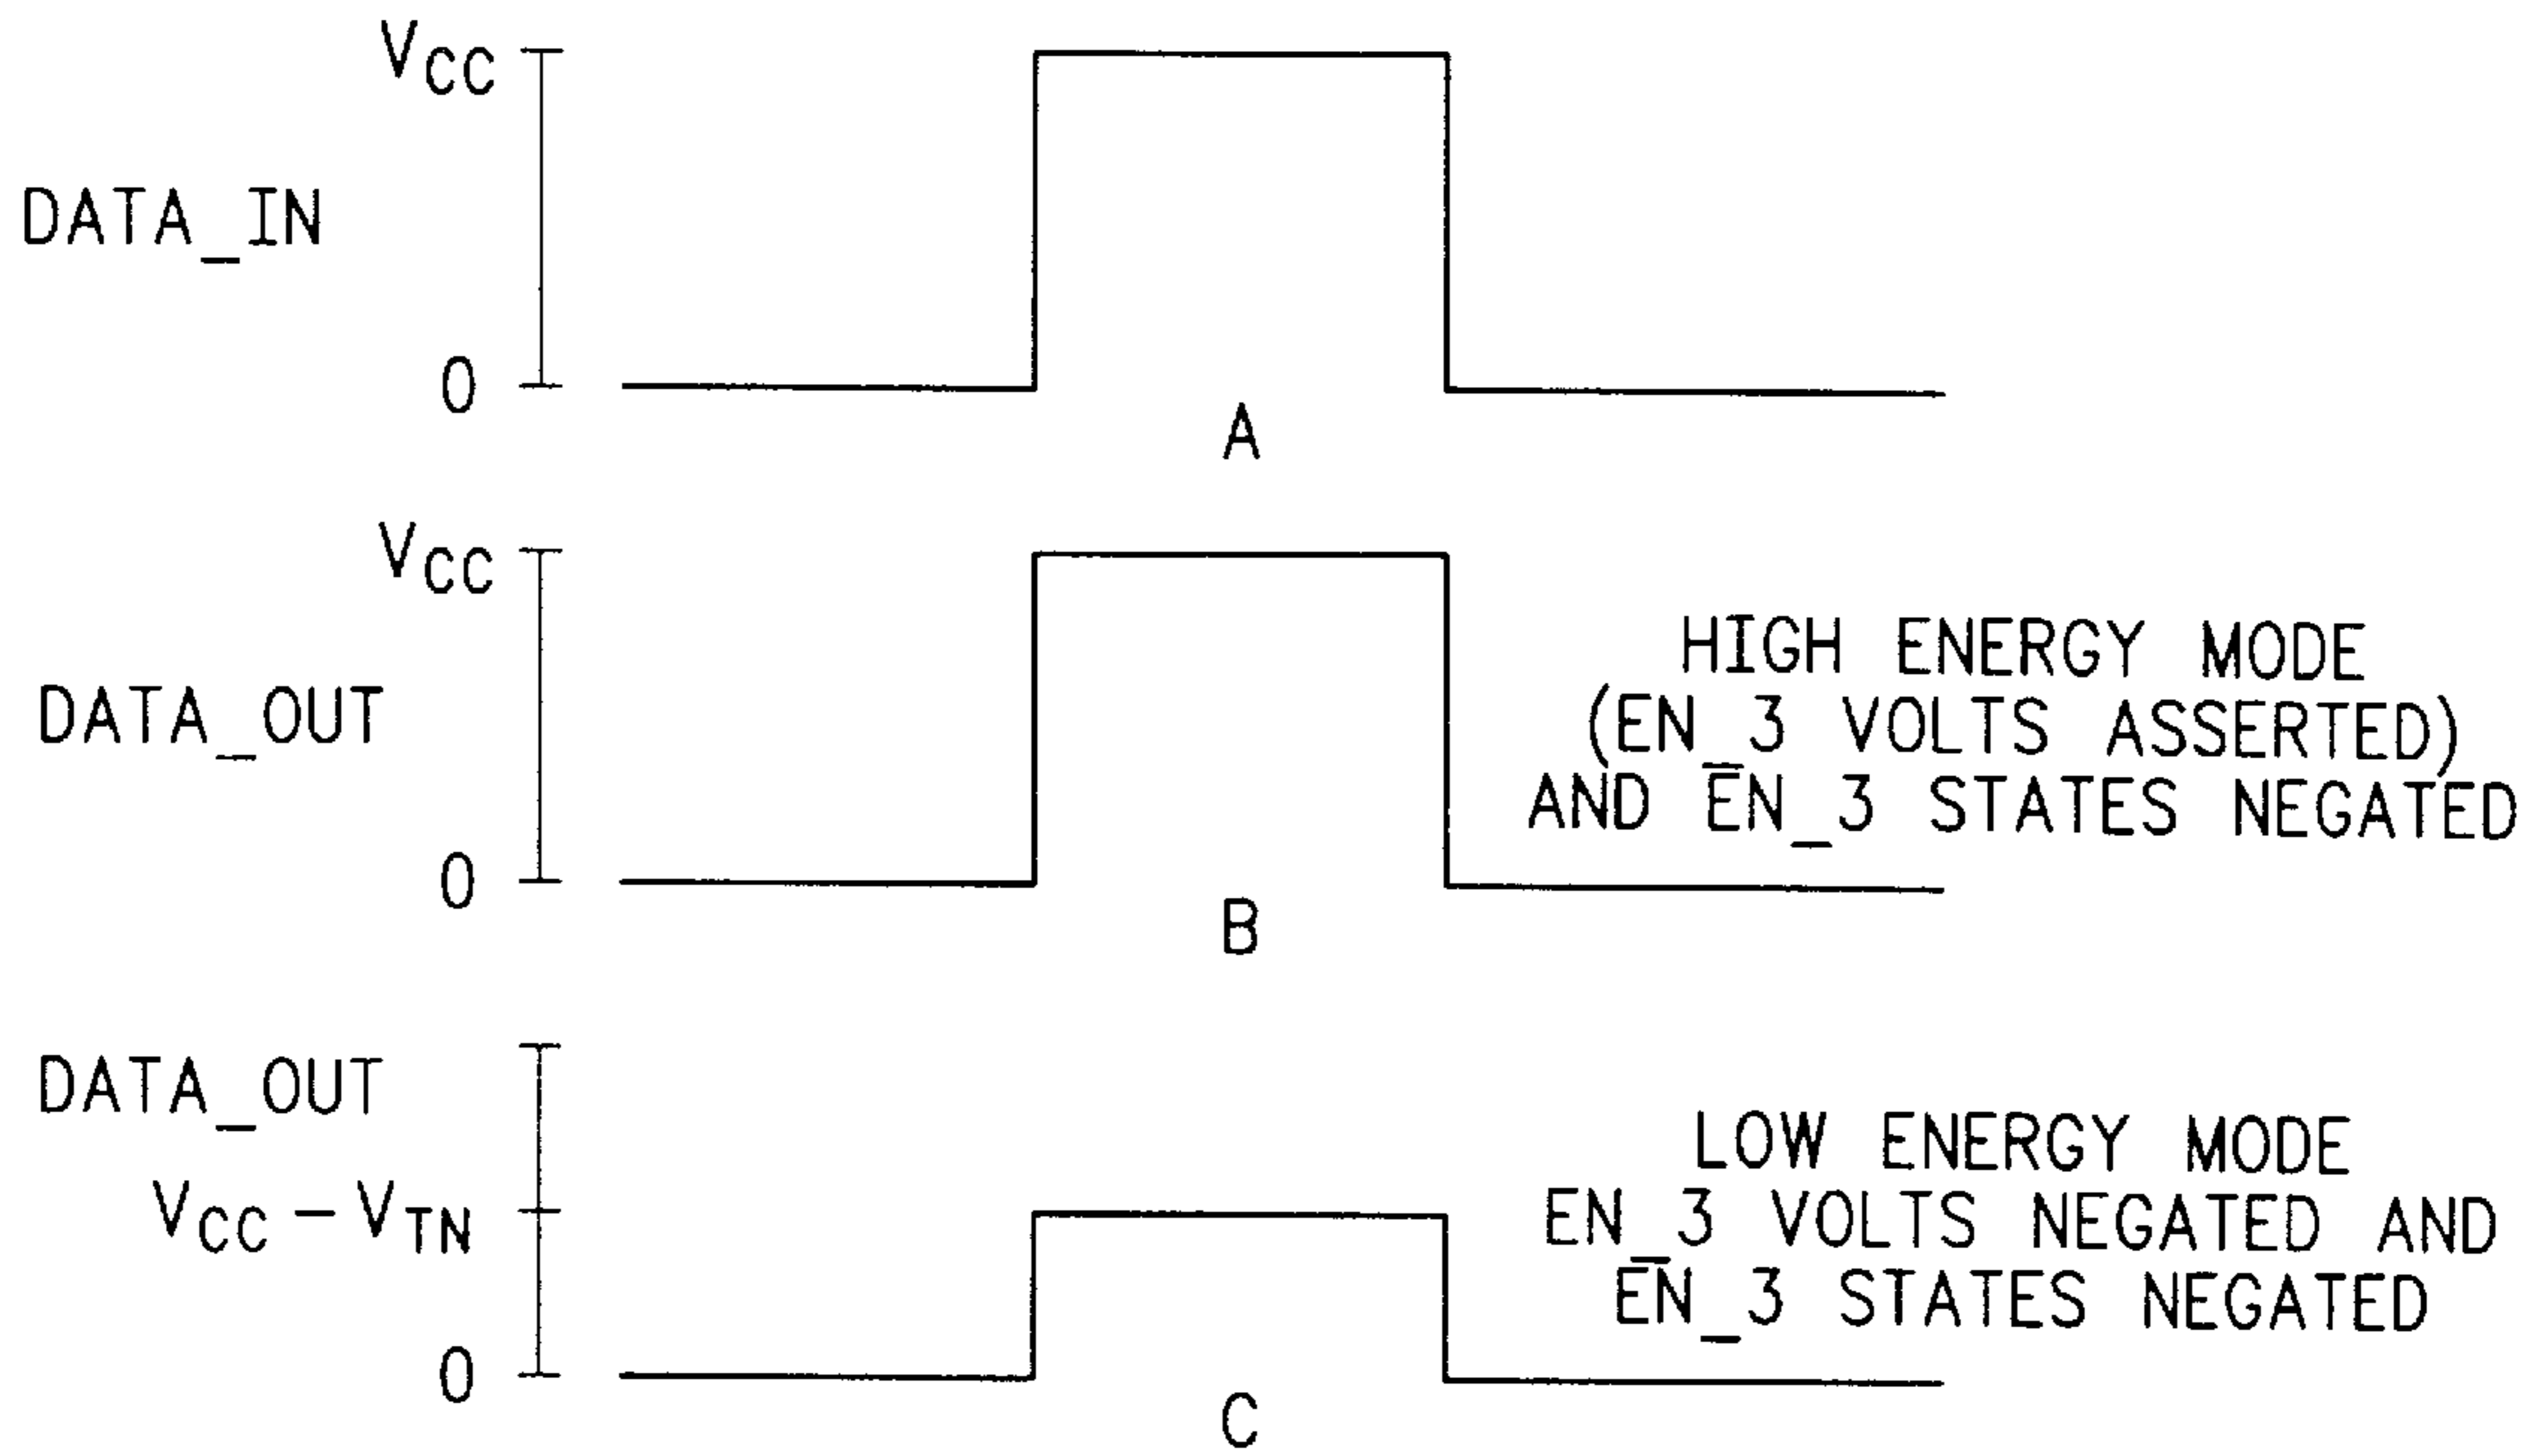 VCC
DATA_IN
0
A
VCC
DATA_OUT
0
B
HIGH ENERGY MODE
(EN_3 VOLTS ASSERTED)
AND EN_3 STATES NEGATED
DATA_OUT
VCC – VTN
0
C
LOW ENERGY MODE
EN_3 VOLTS NEGATED AND
EN_3 STATES NEGATED